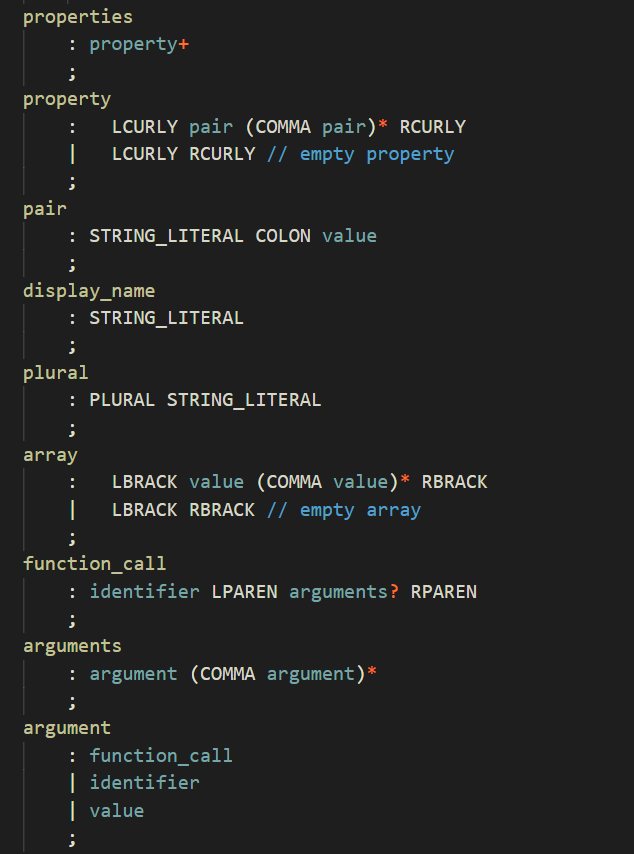 properties
    : property+
    ;
property
    :   LCURLY pair (COMMA pair)* RCURLY
    |   LCURLY RCURLY // empty property
    ;
pair
    : STRING_LITERAL COLON value
    ;
display_name
    : STRING_LITERAL
    ;
plural
    : PLURAL STRING_LITERAL
    ;
array
    :   LBRACK value (COMMA value)* RBRACK
    |   LBRACK RBRACK // empty array
    ;
function_call
    : identifier LPAREN arguments? RPAREN
    ;
arguments
    : argument (COMMA argument)*
    ;
argument
    : function_call
    | identifier
    | value
    ;